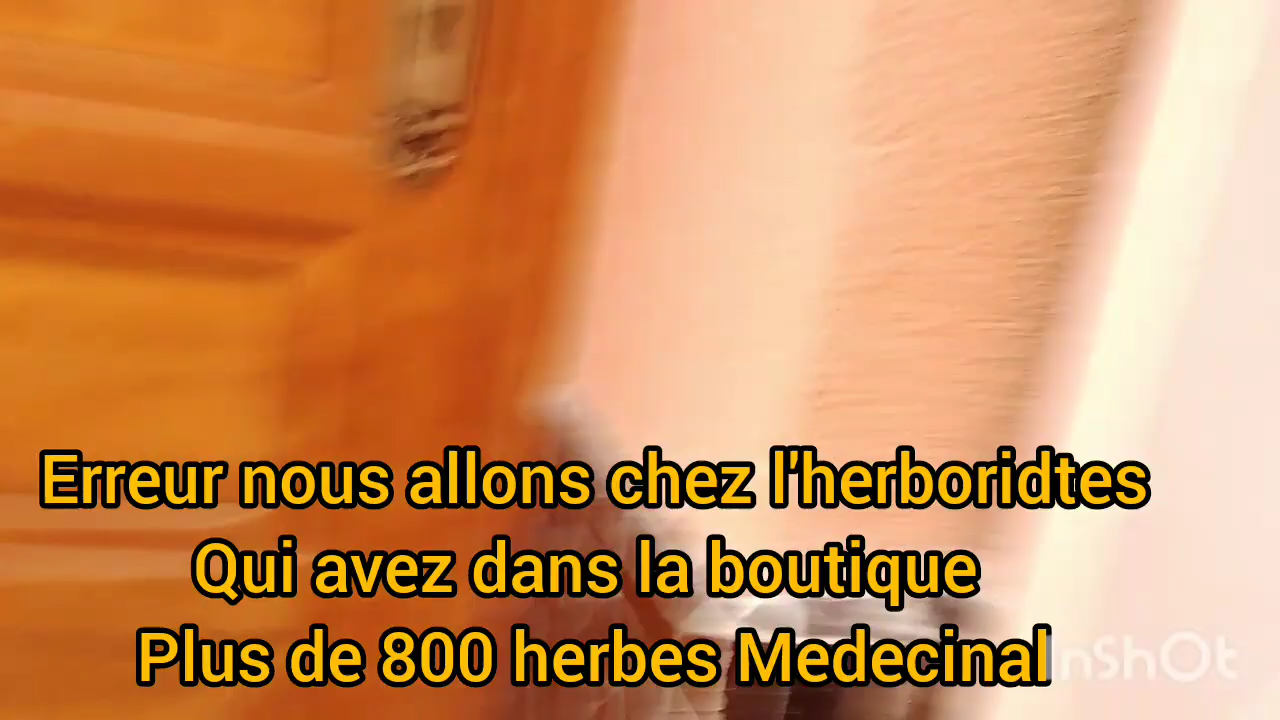 Erreur nous allons chez l'herboridtes
Qui avez dans la boutique
Plus de 800 herbes Medecinal
InShOt